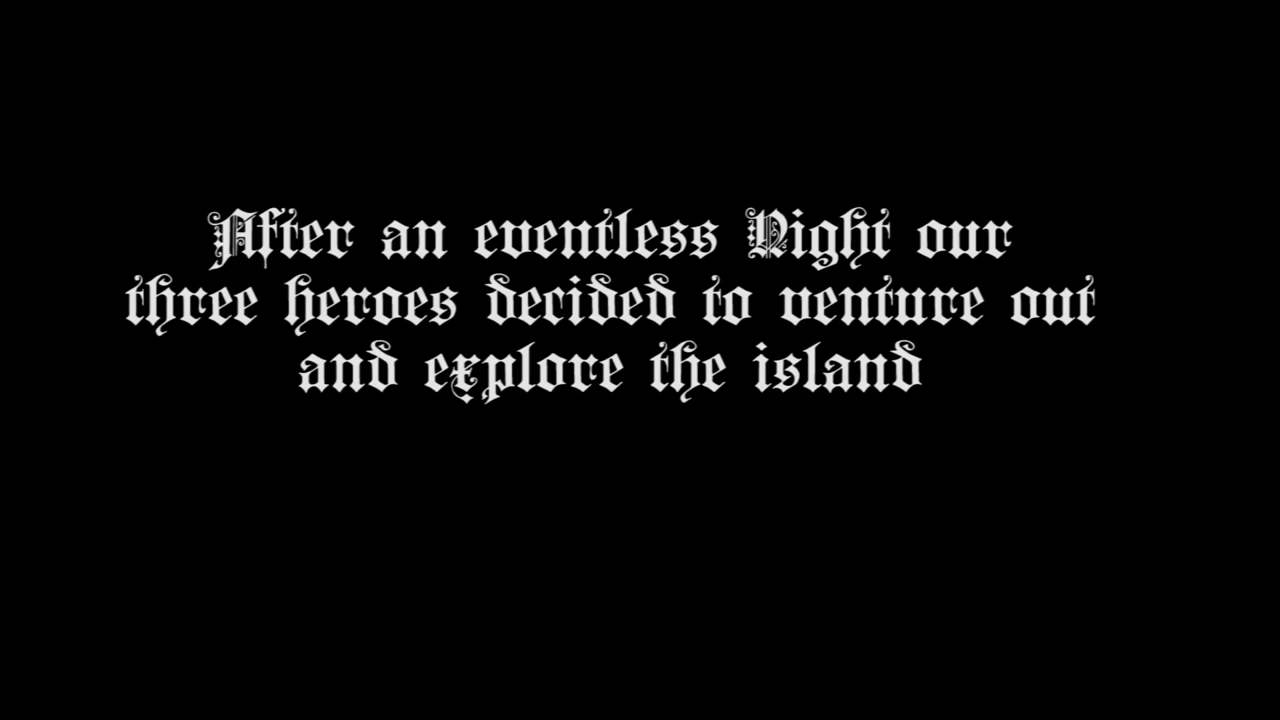 After an eventless Night our
three heroes decided to venture out
and explore the island